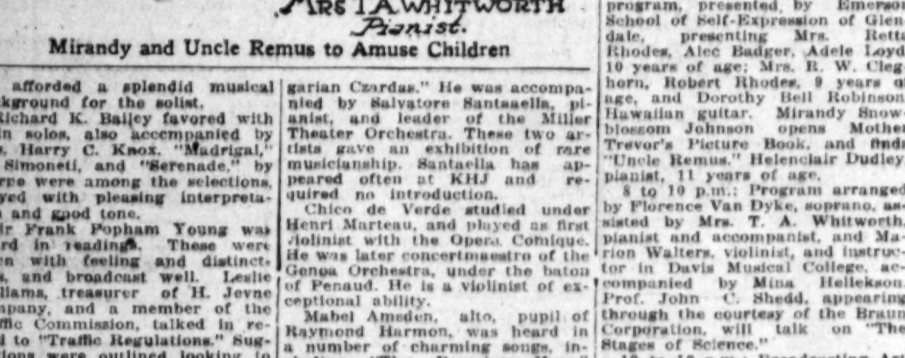 MRS T.A. WHITWORTH
Pianist.
Mirandy and Uncle Remus to Amuse Children
afforded a splendid musical
kground for the solist.
Richard K. Bailey favored with
in solos, also accompanied by
Harry C. Knox. "Madrigal,"
Simoneti, and "Serenade," by
were among the selections,
yed with pleasing interpreta-
and good tone.
Frank Popham Young was
rd in readings. These were
en with feeling and distinct-
s, and broadcast well. Leslie
lliams, treasurer of H. Jevne
mpany, and a member of the
ffic Commission, talked in re-
d to "Traffic Regulations." Sug-
tions were outlined looking to
garian Czardas." He was accompa-
nied by Salvatore Santaaella, pi-
anist, and leader of the Miller
Theater Orchestra. These two ar-
tists gave an exhibition of rare
musicianship. Santaella has ap-
peared often at KHJ and re-
quired no introduction.
Chico de Verde studied under
Henri Marteau, and played as first
violinist with the Opera Comique.
He was later concertmaestro of the
Genoa Orchestra, under the baton
of Penaud. He is a violinist of ex-
ceptional ability.
Mabel Amsden, alto, pupil of
Raymond Harmon, was heard in
a number of charming songs, in-
program, presented by Emerson
School of Self-Expression of Glen
dale, presenting Mrs. Retta
Rhodes, Alec Badger, Adele Loyd
10 years of age; Mrs. R. W. Cleg
horn, Robert Rhodes, 9 years of
age, and Dorothy Bell Robinson
Hawaiian guitar. Mirandy Snow-
blossom Johnson opens Mother
Trevor's Picture Book, and finds
"Uncle Remus." Helenclair Dudley
pianist, 11 years of age.
8 to 10 p.m.: Program arranged
by Florence Van Dyke, soprano, as-
sisted by Mrs. T. A. Whitworth,
pianist and accompanist, and Ma-
rion Walters, violinist, and instruc-
tor in Davis Musical College, ac-
companied by Mina Hellekson.
Prof. John C. Shedd, appearing
through the courtesy of the Braun
Corporation, will talk on "The
Stages of Science."